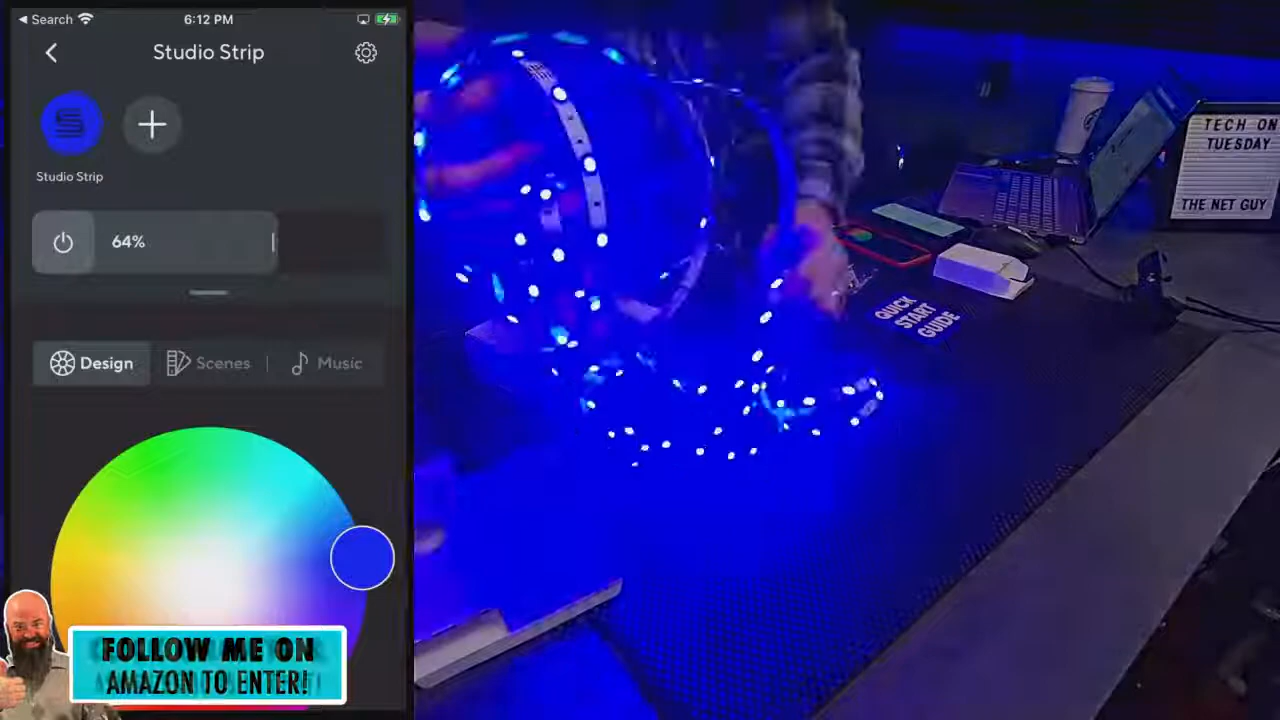 Search
6:12 PM
Studio Strip
Studio Strip
64%
Design
Scenes
Music
FOLLOW ME ON
AMAZON TO ENTER!
QUICK
START
GUIDE
TECH ON
TUESDAY
THE NET GUY